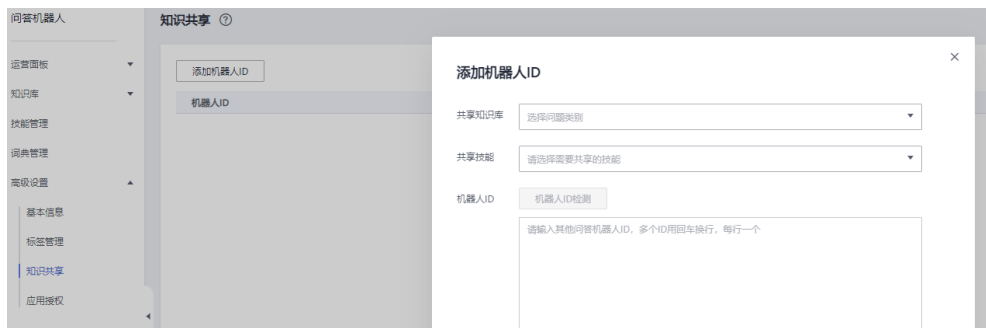 问答机器人
运营面板
知识库
技能管理
词典管理
高级设置
基本信息
标签管理
知识共享
应用授权
知识共享
添加机器人ID
机器人ID
添加机器人ID
共享知识库 选择问题类别
共享技能 请选择需要共享的技能
机器人ID 机器人ID检测
请输入其他问答机器人ID，多个ID用回车换行，每行一个